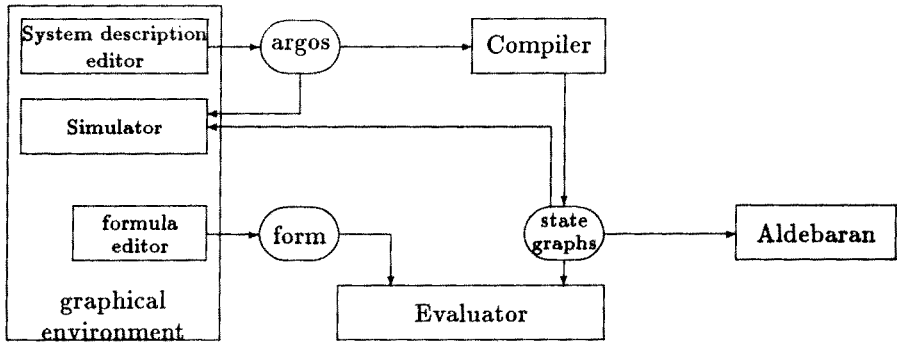 System description
editor
argos
Compiler
Simulator
formula
editor
form
state
graphs
Aldebaran
graphical
environment
Evaluator